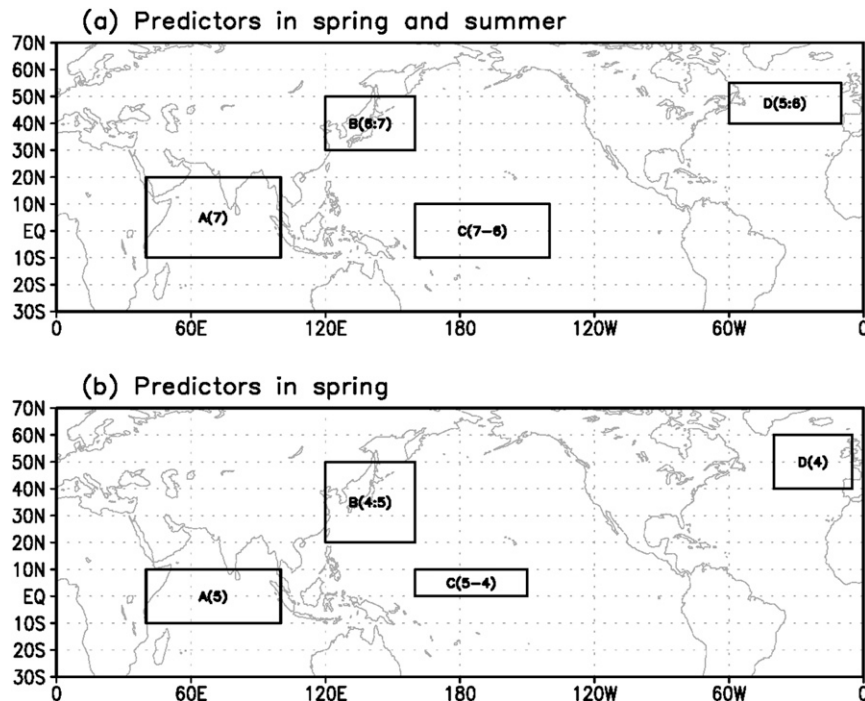 (a) Predictors in spring and summer
70N
60N
50N
40N
30N
20N
10N
EQ
10S
20S
30S
D(5:6)
B(6:7)
A(7)
C(7-6)
0 60E 120E 180 120W 60W 0
(b) Predictors in spring
70N
60N
50N
40N
30N
20N
10N
EQ
10S
20S
30S
D(4)
B(4:5)
C(5-4)
A(5)
0 60E 120E 180 120W 60W 0